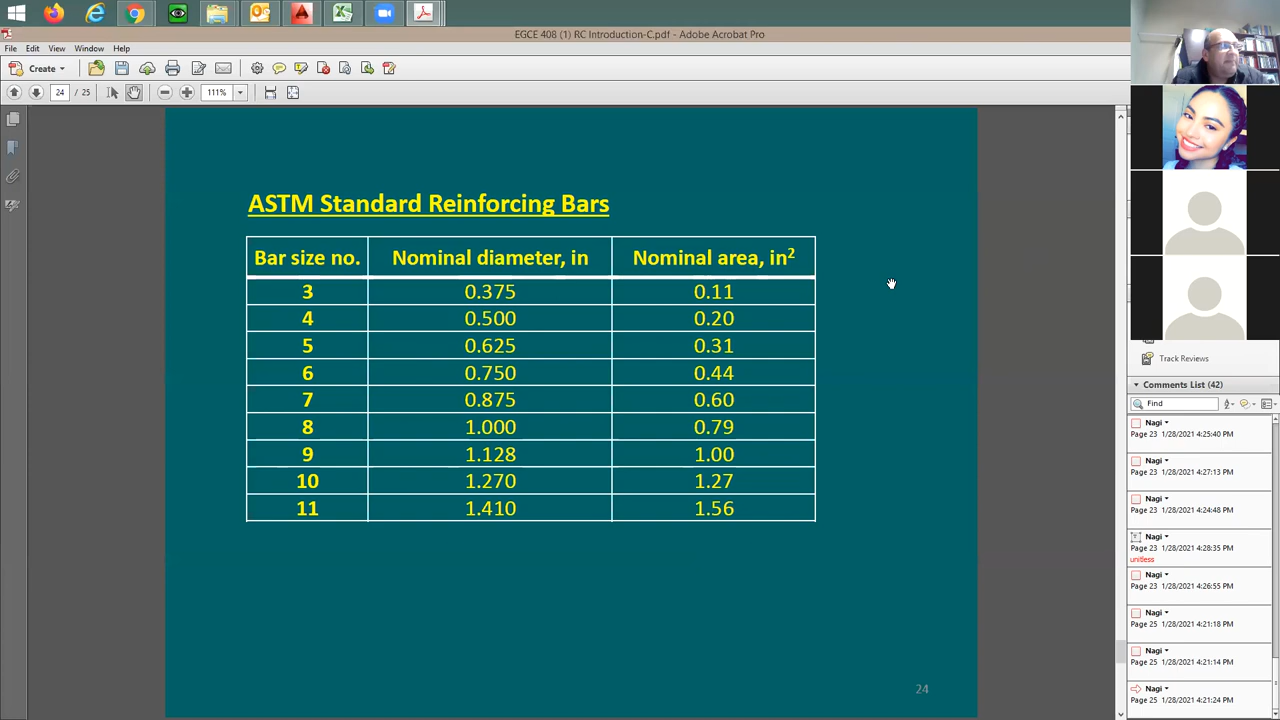 EGCE 408 (1) RC Introduction-C.pdf - Adobe Acrobat Pro
File Edit View Window Help
Create
24 / 25 111%
ASTM Standard Reinforcing Bars
Bar size no. Nominal diameter, in Nominal area, in²
3 0.375 0.11
4 0.500 0.20
5 0.625 0.31
6 0.750 0.44
7 0.875 0.60
8 1.000 0.79
9 1.128 1.00
10 1.270 1.27
11 1.410 1.56
24
Track Reviews
Comments List (42)
Find
Nagi
Page 23 1/28/2021 4:25:40 PM
Nagi
Page 23 1/28/2021 4:27:13 PM
Nagi
Page 23 1/28/2021 4:24:48 PM
Nagi
Page 23 1/28/2021 4:28:35 PM
unitless
Nagi
Page 23 1/28/2021 4:26:55 PM
Nagi
Page 25 1/28/2021 4:21:18 PM
Nagi
Page 25 1/28/2021 4:21:14 PM
Nagi
Page 25 1/28/2021 4:21:24 PM